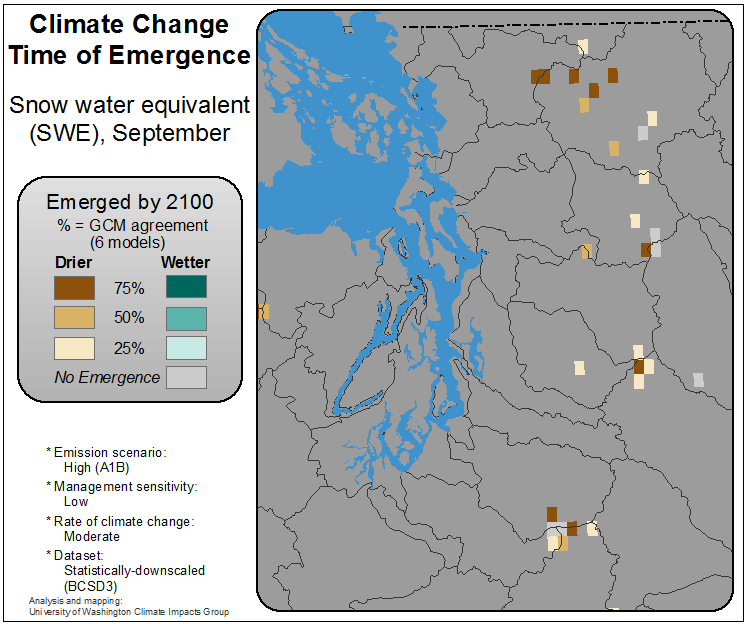 Climate Change
Time of Emergence
Snow water equivalent
(SWE), September
Emerged by 2100
% = GCM agreement
(6 models)
Drier Wetter
75%
50%
25%
No Emergence
* Emission scenario:
High (A1B)
* Management sensitivity:
Low
* Rate of climate change:
Moderate
* Dataset:
Statistically-downscaled
(BCSD3)
Analysis and mapping:
University of Washington Climate Impacts Group